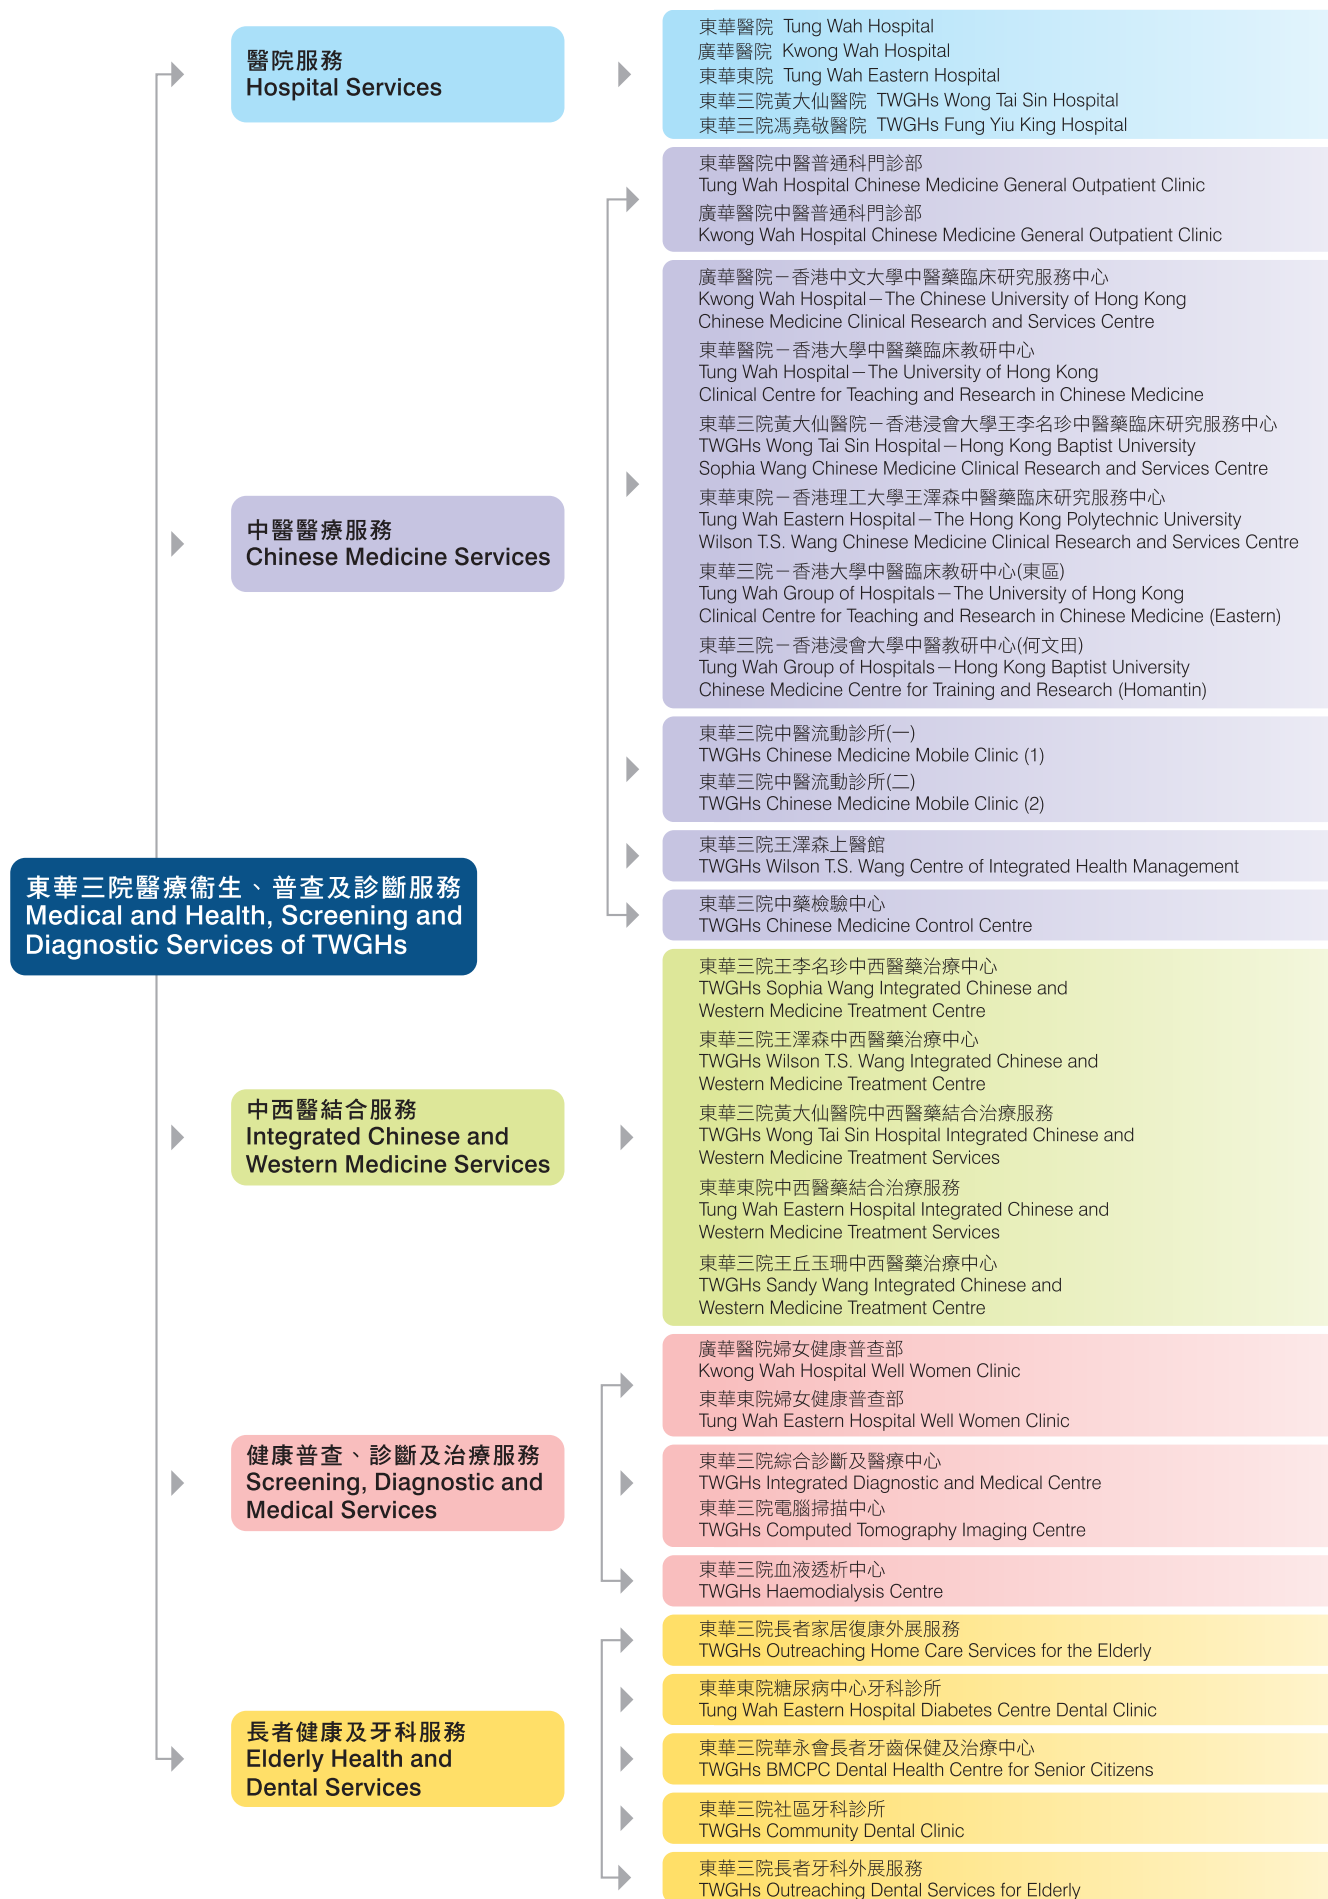 東華三院醫療衞生、普查及診斷服務
Medical and Health, Screening and
Diagnostic Services of TWGHs
醫院服務
Hospital Services
東華醫院 Tung Wah Hospital
廣華醫院 Kwong Wah Hospital
東華東院 Tung Wah Eastern Hospital
東華三院黃大仙醫院 TWGHs Wong Tai Sin Hospital
東華三院馮堯敬醫院 TWGHs Fung Yiu King Hospital
中醫醫療服務
Chinese Medicine Services
東華醫院中醫普通科門診部
Tung Wah Hospital Chinese Medicine General Outpatient Clinic
廣華醫院中醫普通科門診部
Kwong Wah Hospital Chinese Medicine General Outpatient Clinic
廣華醫院－香港中文大學中醫藥臨床研究服務中心
Kwong Wah Hospital－The Chinese University of Hong Kong
Chinese Medicine Clinical Research and Services Centre
東華醫院－香港大學中醫藥臨床教研中心
Tung Wah Hospital－The University of Hong Kong
Clinical Centre for Teaching and Research in Chinese Medicine
東華三院黃大仙醫院－香港浸會大學王李名珍中醫藥臨床研究服務中心
TWGHs Wong Tai Sin Hospital－Hong Kong Baptist University
Sophia Wang Chinese Medicine Clinical Research and Services Centre
東華東院－香港理工大學王澤森中醫藥臨床研究服務中心
Tung Wah Eastern Hospital－The Hong Kong Polytechnic University
Wilson T.S. Wang Chinese Medicine Clinical Research and Services Centre
東華三院－香港大學中醫臨床教研中心(東區)
Tung Wah Group of Hospitals－The University of Hong Kong
Clinical Centre for Teaching and Research in Chinese Medicine (Eastern)
東華三院－香港浸會大學中醫教研中心(何文田)
Tung Wah Group of Hospitals－Hong Kong Baptist University
Chinese Medicine Centre for Training and Research (Homantin)
東華三院中醫流動診所(一)
TWGHs Chinese Medicine Mobile Clinic (1)
東華三院中醫流動診所(二)
TWGHs Chinese Medicine Mobile Clinic (2)
東華三院王澤森上醫館
TWGHs Wilson T.S. Wang Centre of Integrated Health Management
東華三院中藥檢驗中心
TWGHs Chinese Medicine Control Centre
中西醫結合服務
Integrated Chinese and
Western Medicine Services
東華三院王李名珍中西醫藥治療中心
TWGHs Sophia Wang Integrated Chinese and
Western Medicine Treatment Centre
東華三院王澤森中西醫藥治療中心
TWGHs Wilson T.S. Wang Integrated Chinese and
Western Medicine Treatment Centre
東華三院黃大仙醫院中西醫藥結合治療服務
TWGHs Wong Tai Sin Hospital Integrated Chinese and
Western Medicine Treatment Services
東華東院中西醫藥結合治療服務
Tung Wah Eastern Hospital Integrated Chinese and
Western Medicine Treatment Services
東華三院王丘玉珊中西醫藥治療中心
TWGHs Sandy Wang Integrated Chinese and
Western Medicine Treatment Centre
健康普查、診斷及治療服務
Screening, Diagnostic and
Medical Services
廣華醫院婦女健康普查部
Kwong Wah Hospital Well Women Clinic
東華東院婦女健康普查部
Tung Wah Eastern Hospital Well Women Clinic
東華三院綜合診斷及醫療中心
TWGHs Integrated Diagnostic and Medical Centre
東華三院電腦掃描中心
TWGHs Computed Tomography Imaging Centre
東華三院血液透析中心
TWGHs Haemodialysis Centre
長者健康及牙科服務
Elderly Health and
Dental Services
東華三院長者家居復康外展服務
TWGHs Outreaching Home Care Services for the Elderly
東華東院糖尿病中心牙科診所
Tung Wah Eastern Hospital Diabetes Centre Dental Clinic
東華三院華永會長者牙齒保健及治療中心
TWGHs BMCPC Dental Health Centre for Senior Citizens
東華三院社區牙科診所
TWGHs Community Dental Clinic
東華三院長者牙科外展服務
TWGHs Outreaching Dental Services for Elderly